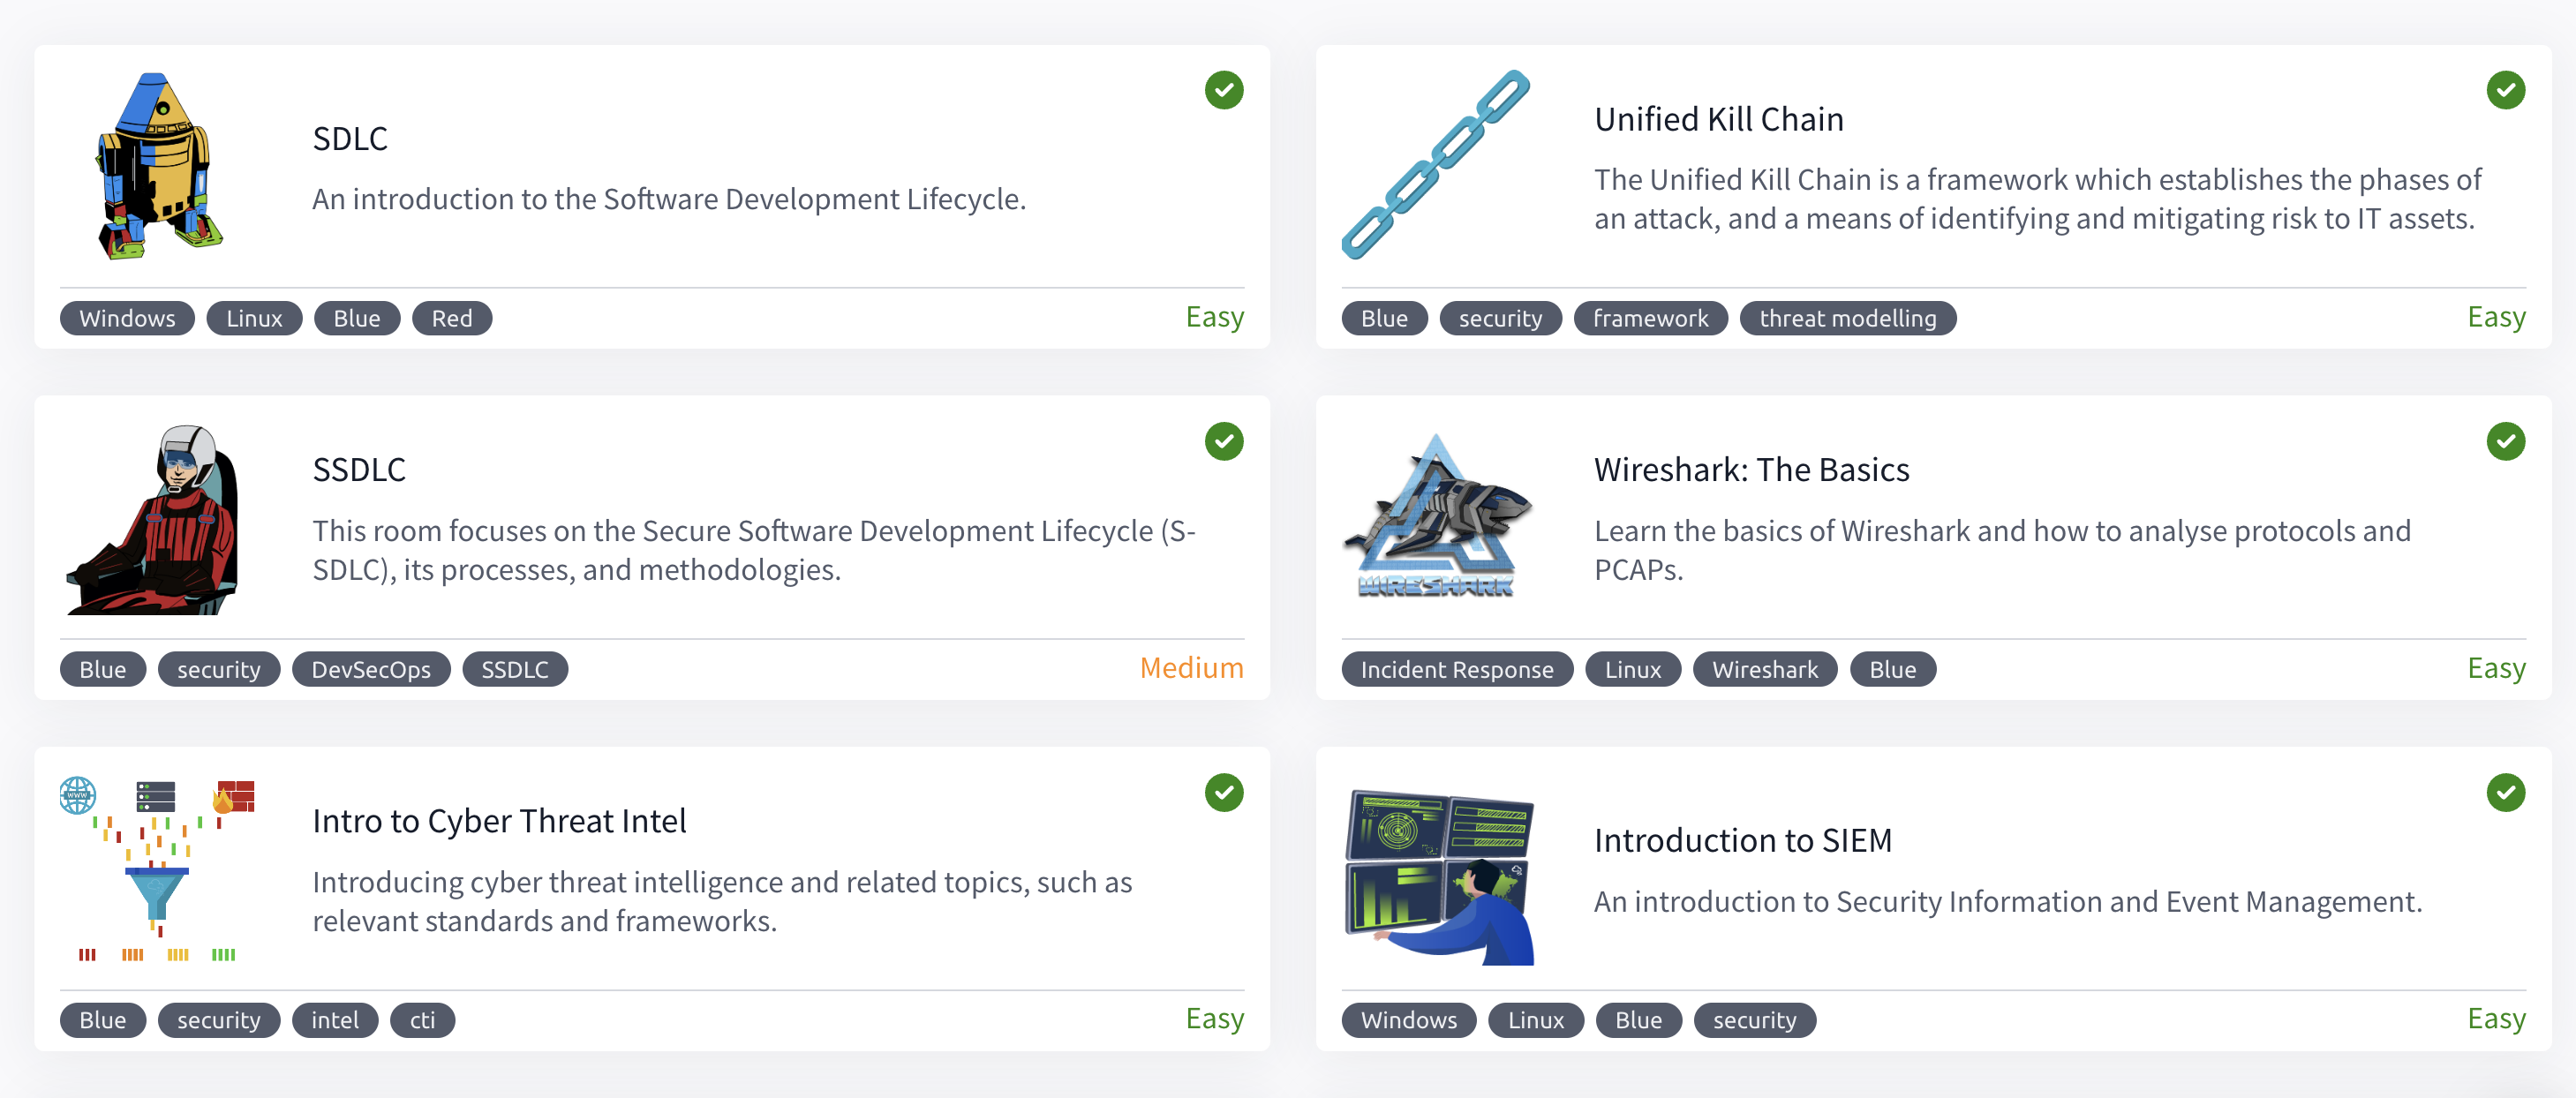 SDLC
An introduction to the Software Development Lifecycle.
Windows Linux Blue Red Easy
Unified Kill Chain
The Unified Kill Chain is a framework which establishes the phases of
an attack, and a means of identifying and mitigating risk to IT assets.
Blue security framework threat modelling Easy
SSDLC
This room focuses on the Secure Software Development Lifecycle (S-
SDLC), its processes, and methodologies.
Blue security DevSecOps SSDLC Medium
WIRESHARK
Wireshark: The Basics
Learn the basics of Wireshark and how to analyse protocols and
PCAPs.
Incident Response Linux Wireshark Blue Easy
www
Intro to Cyber Threat Intel
Introducing cyber threat intelligence and related topics, such as
relevant standards and frameworks.
Blue security intel cti Easy
Introduction to SIEM
An introduction to Security Information and Event Management.
Windows Linux Blue security Easy